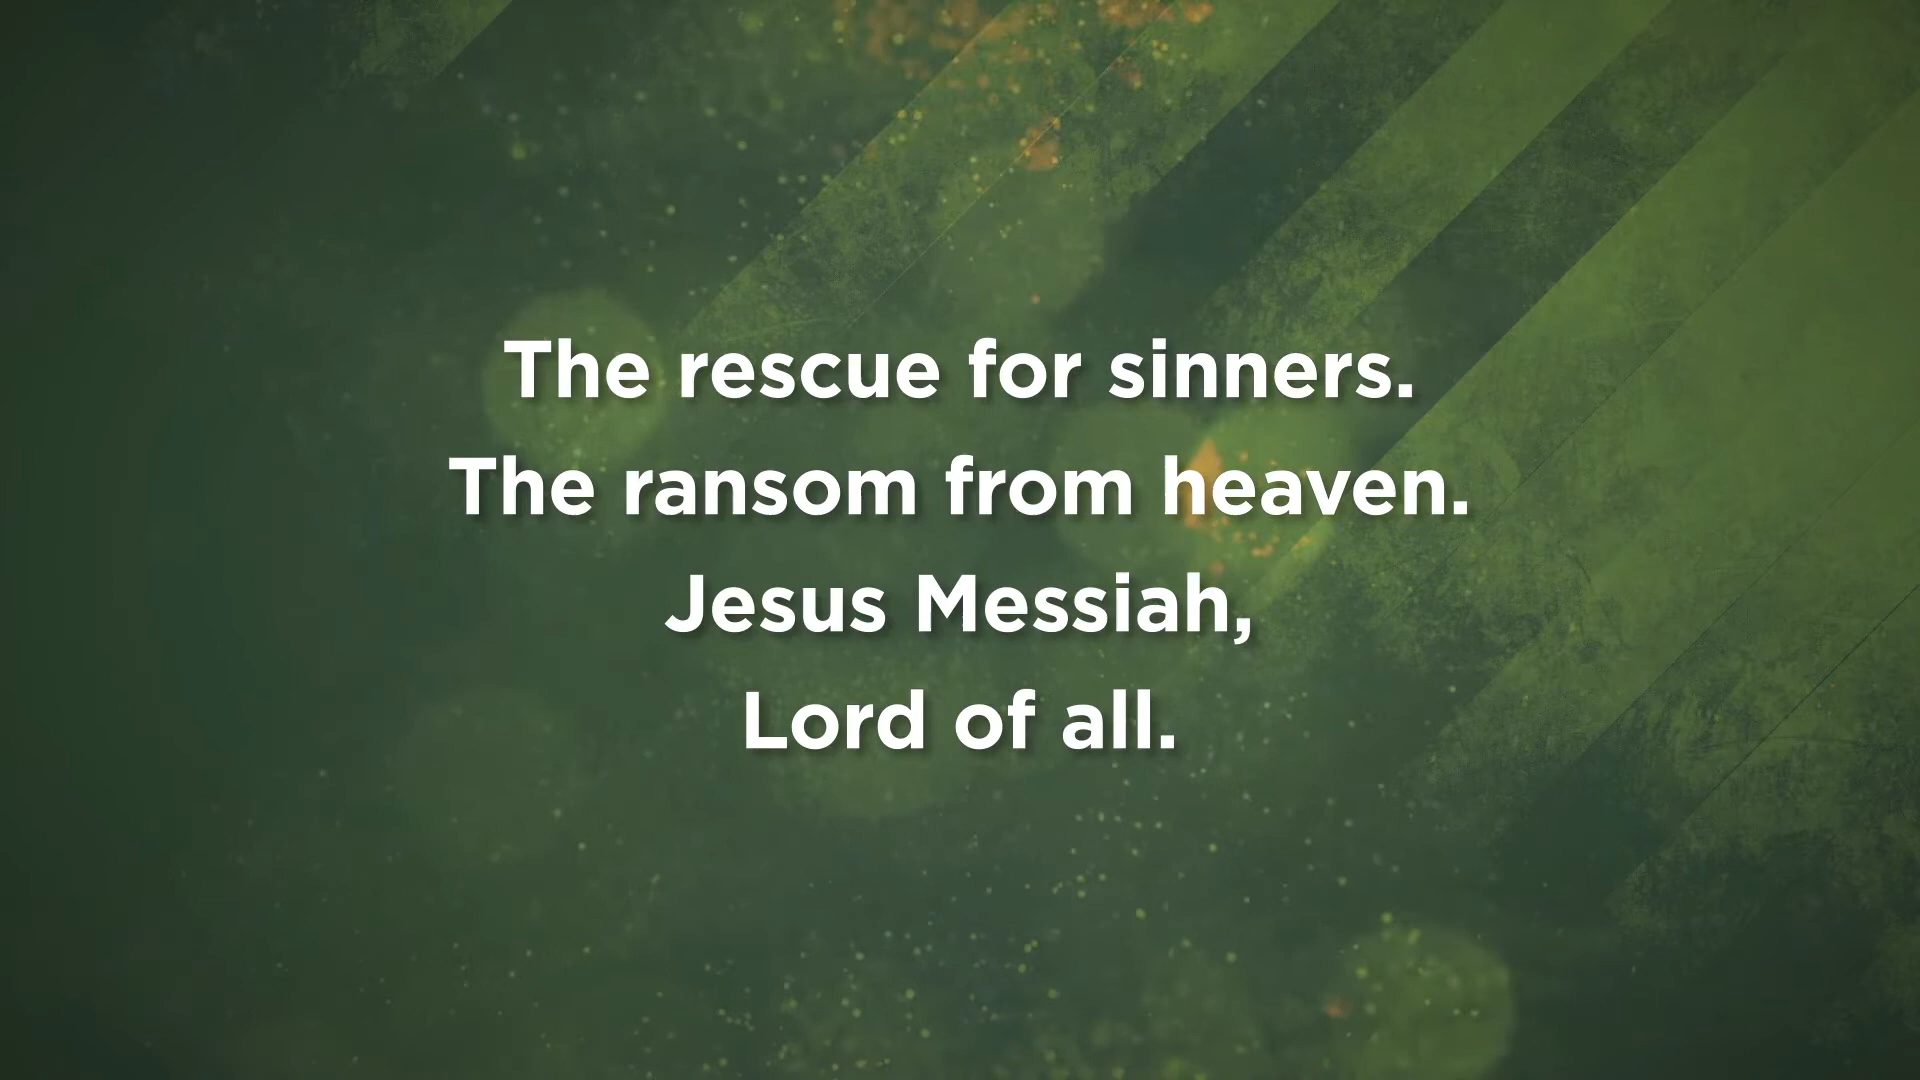 The rescue for sinners.
The ransom from heaven.
Jesus Messiah,
Lord of all.